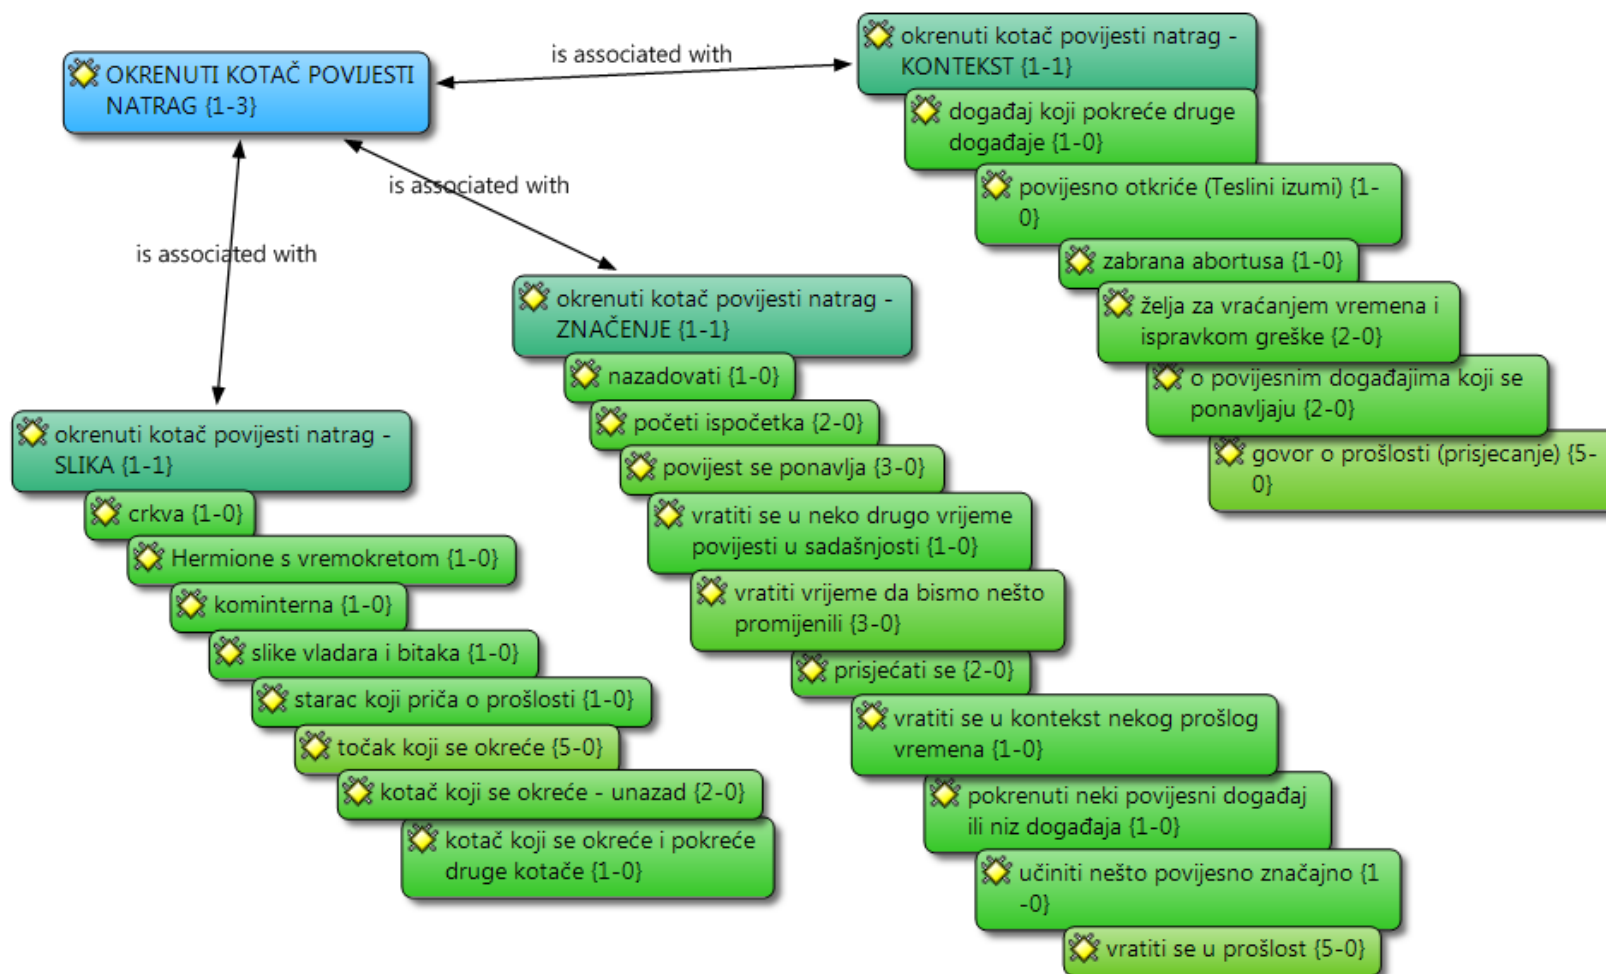 OKRENUTI KOTAČ POVIJESTI
NATRAG {1-3}
is associated with
is associated with
is associated with
okrenuti kotač povijesti natrag -
KONTEKST {1-1}
događaj koji pokreće druge
događaje {1-0}
povijesno otkriće (Teslini izumi) {1-
0}
zabrana abortusa {1-0}
želja za vraćanjem vremena i
ispravkom greške {2-0}
o povijesnim događajima koji se
ponavljaju {2-0}
govor o prošlosti (prisjecanje) {5-
0}
okrenuti kotač povijesti natrag -
ZNAČENJE {1-1}
nazadovati {1-0}
početi ispočetka {2-0}
povijest se ponavlja {3-0}
vratiti se u neko drugo vrijeme
povijesti u sadašnjosti {1-0}
vratiti vrijeme da bismo nešto
promijenili {3-0}
prisjećati se {2-0}
vratiti se u kontekst nekog prošlog
vremena {1-0}
pokrenuti neki povijesni događaj
ili niz događaja {1-0}
učiniti nešto povijesno značajno {1
-0}
vratiti se u prošlost {5-0}
okrenuti kotač povijesti natrag -
SLIKA {1-1}
crkva {1-0}
Hermione s vremokretom {1-0}
kominterna {1-0}
slike vladara i bitaka {1-0}
starac koji priča o prošlosti {1-0}
točak koji se okreće {5-0}
kotač koji se okreće - unazad {2-0}
kotač koji se okreće i pokreće
druge kotače {1-0}